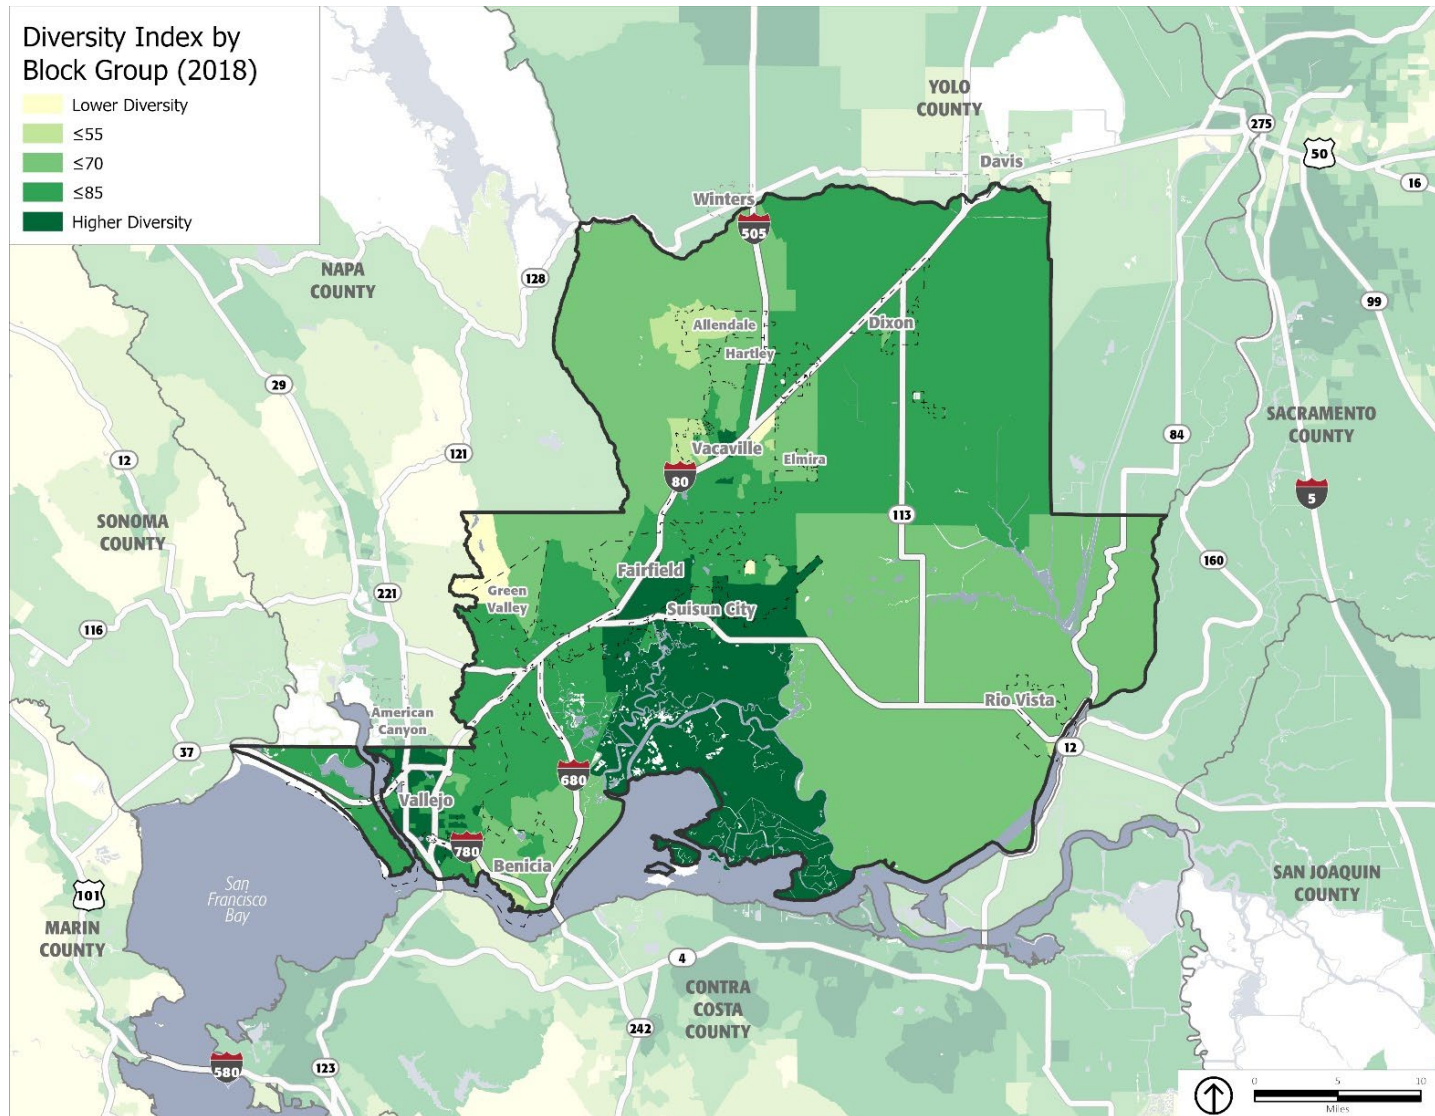 Diversity Index by
Block Group (2018)
Lower Diversity
≤55
≤70
≤85
Higher Diversity
YOLO
COUNTY
275
50
Davis
16
Winters
505
NAPA
COUNTY
128
99
Allendale
Dixon
Hartley
29
SACRAMENTO
COUNTY
84
121
Vacaville
12
Elmira
80
5
113
SONOMA
COUNTY
160
Fairfield
221
Green
Valley
Suisun City
116
Rio Vista
American
Canyon
12
37
680
Vallejo
780
Benicia
San
Francisco
Bay
101
SAN JOAQUIN
COUNTY
MARIN
COUNTY
4
CONTRA
COSTA
COUNTY
242
580
123
0 5 10
Miles